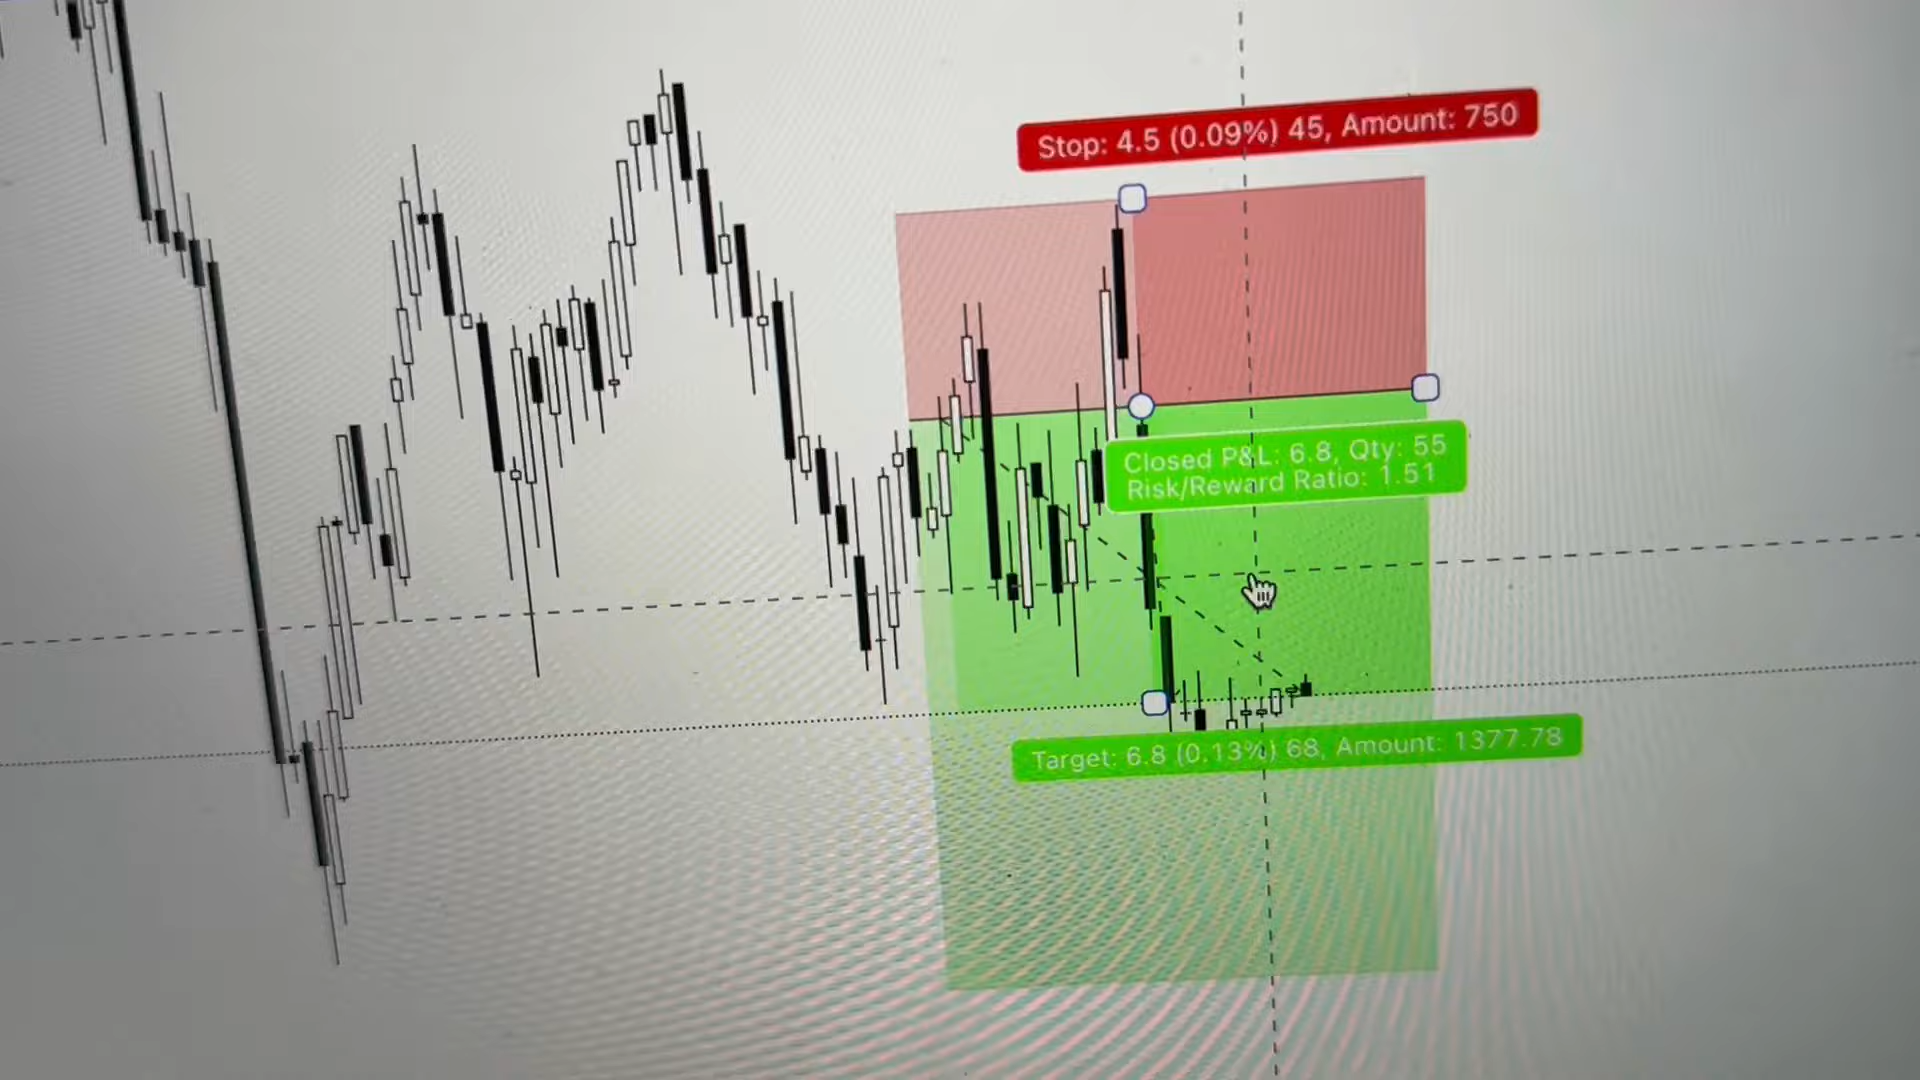 Stop: 4.5 (0.09%) 45, Amount: 750
Closed P&L: 6.8, Qty: 55
Risk/Reward Ratio: 1.51
Target: 6.8 (0.13%) 68, Amount: 1377.78